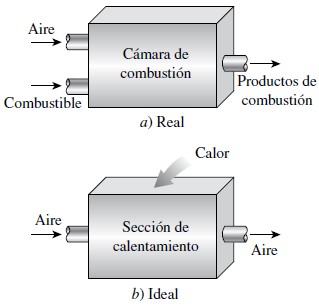 Aire
Cámara de
combustión
Combustible
Productos de
combustión
a) Real
Calor
Aire
Sección de
calentamiento
Aire
b) Ideal